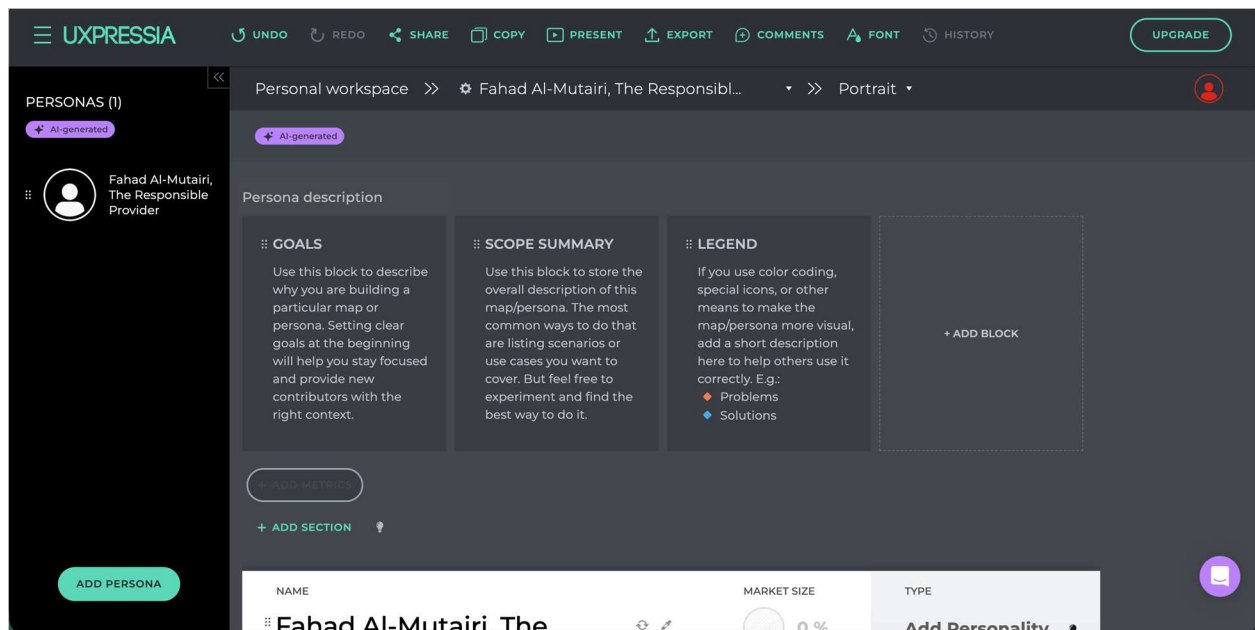 UXPRESSIA
UNDO
REDO
SHARE
COPY
PRESENT
EXPORT
COMMENTS
FONT
HISTORY
UPGRADE
PERSONAS (1)
AI-generated
Fahad Al-Mutairi,
The Responsible
Provider
ADD PERSONA
Personal workspace
Fahad Al-Mutairi, The Responsibl...
Portrait
AI-generated
Persona description
GOALS
Use this block to describe
why you are building a
particular map or
persona. Setting clear
goals at the beginning
will help you stay focused
and provide new
contributors with the
right context.
SCOPE SUMMARY
Use this block to store the
overall description of this
map/persona. The most
common ways to do that
are listing scenarios or
use cases you want to
cover. But feel free to
experiment and find the
best way to do it.
LEGEND
If you use color coding,
special icons, or other
means to make the
map/persona more visual,
add a short description
here to help others use it
correctly. E.g.:
Problems
Solutions
+ ADD BLOCK
+ ADD METRICS
+ ADD SECTION
NAME
Fahad Al-Mutairi, The
MARKET SIZE
0 %
TYPE
Add Personality